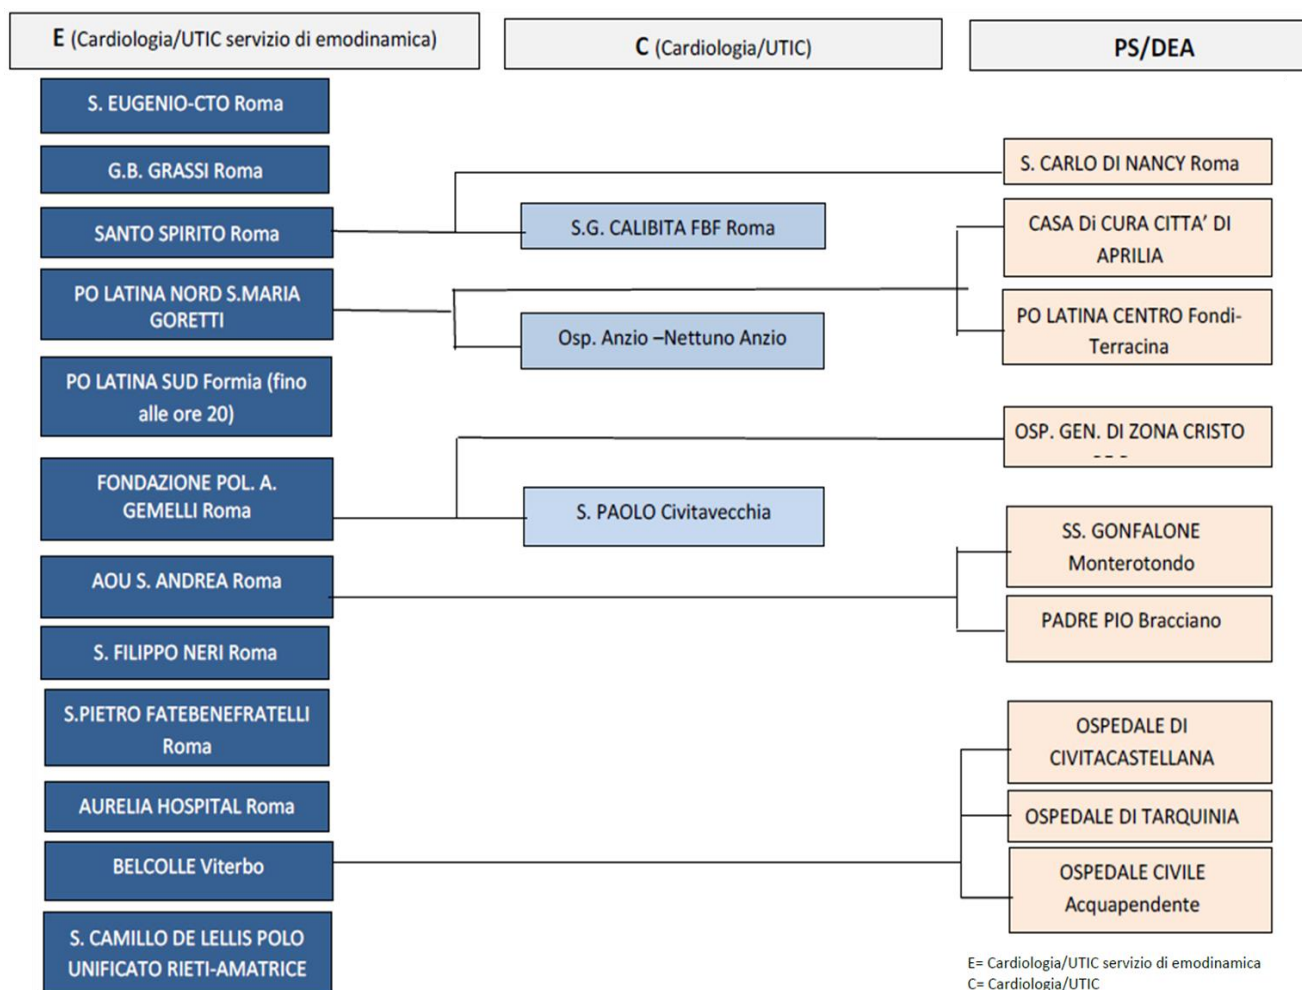 E (Cardiologia/UTIC servizio di emodinamica)
C (Cardiologia/UTIC)
PS/DEA
S. EUGENIO-CTO Roma
G.B. GRASSI Roma
S. CARLO DI NANCY Roma
SANTO SPIRITO Roma
S.G. CALIBITA FBF Roma
CASA Di CURA CITTA' DI
APRILIA
PO LATINA NORD S.MARIA
GORETTI
Osp. Anzio –Nettuno Anzio
PO LATINA CENTRO Fondi-
Terracina
PO LATINA SUD Formia (fino
alle ore 20)
OSP. GEN. DI ZONA CRISTO
FONDAZIONE POL. A.
GEMELLI Roma
S. PAOLO Civitavecchia
SS. GONFALONE
Monterotondo
AOU S. ANDREA Roma
PADRE PIO Bracciano
S. FILIPPO NERI Roma
S.PIETRO FATEBENEFRATELLI
Roma
OSPEDALE DI
CIVITACASTELLANA
AURELIA HOSPITAL Roma
OSPEDALE DI TARQUINIA
BELCOLLE Viterbo
OSPEDALE CIVILE
Acquapendente
S. CAMILLO DE LELLIS POLO
UNIFICATO RIETI-AMATRICE
E= Cardiologia/UTIC servizio di emodinamica
C= Cardiologia/UTIC